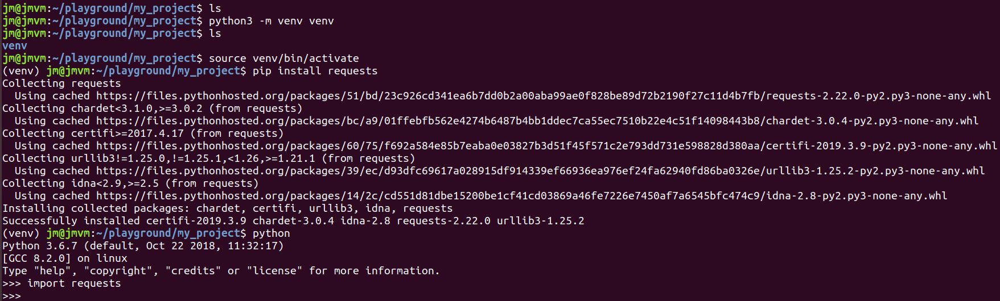 jm@jmvm:~/playground/my_project$ ls
jm@jmvm:~/playground/my_project$ python3 -m venv venv
jm@jmvm:~/playground/my_project$ ls
venv
jm@jmvm:~/playground/my_project$ source venv/bin/activate
(venv) jm@jmvm:~/playground/my_project$ pip install requests
Collecting requests
  Using cached https://files.pythonhosted.org/packages/51/bd/23c926cd341ea6b7dd0b2a00aba99ae0f828be89d72b2190f27c11d4b7fb/requests-2.22.0-py2.py3-none-any.whl
Collecting chardet<3.1.0,>=3.0.2 (from requests)
  Using cached https://files.pythonhosted.org/packages/bc/a9/01ffebfb562e4274b6487b4bb1ddec7ca55ec7510b22e4c51f14098443b8/chardet-3.0.4-py2.py3-none-any.whl
Collecting certifi>=2017.4.17 (from requests)
  Using cached https://files.pythonhosted.org/packages/60/75/f692a584e85b7eaba0e03827b3d51f45f571c2e793dd731e598828d380aa/certifi-2019.3.9-py2.py3-none-any.whl
Collecting urllib3!=1.25.0,!=1.25.1,<1.26,>=1.21.1 (from requests)
  Using cached https://files.pythonhosted.org/packages/39/ec/d93dfc69617a028915df914339ef66936ea976ef24fa62940fd86ba0326e/urllib3-1.25.2-py2.py3-none-any.whl
Collecting idna<2.9,>=2.5 (from requests)
  Using cached https://files.pythonhosted.org/packages/14/2c/cd551d81dbe15200be1cf41cd03869a46fe7226e7450af7a6545bfc474c9/idna-2.8-py2.py3-none-any.whl
Installing collected packages: chardet, certifi, urllib3, idna, requests
Successfully installed certifi-2019.3.9 chardet-3.0.4 idna-2.8 requests-2.22.0 urllib3-1.25.2
(venv) jm@jmvm:~/playground/my_project$ python
Python 3.6.7 (default, Oct 22 2018, 11:32:17)
[GCC 8.2.0] on linux
Type "help", "copyright", "credits" or "license" for more information.
>>> import requests
>>>